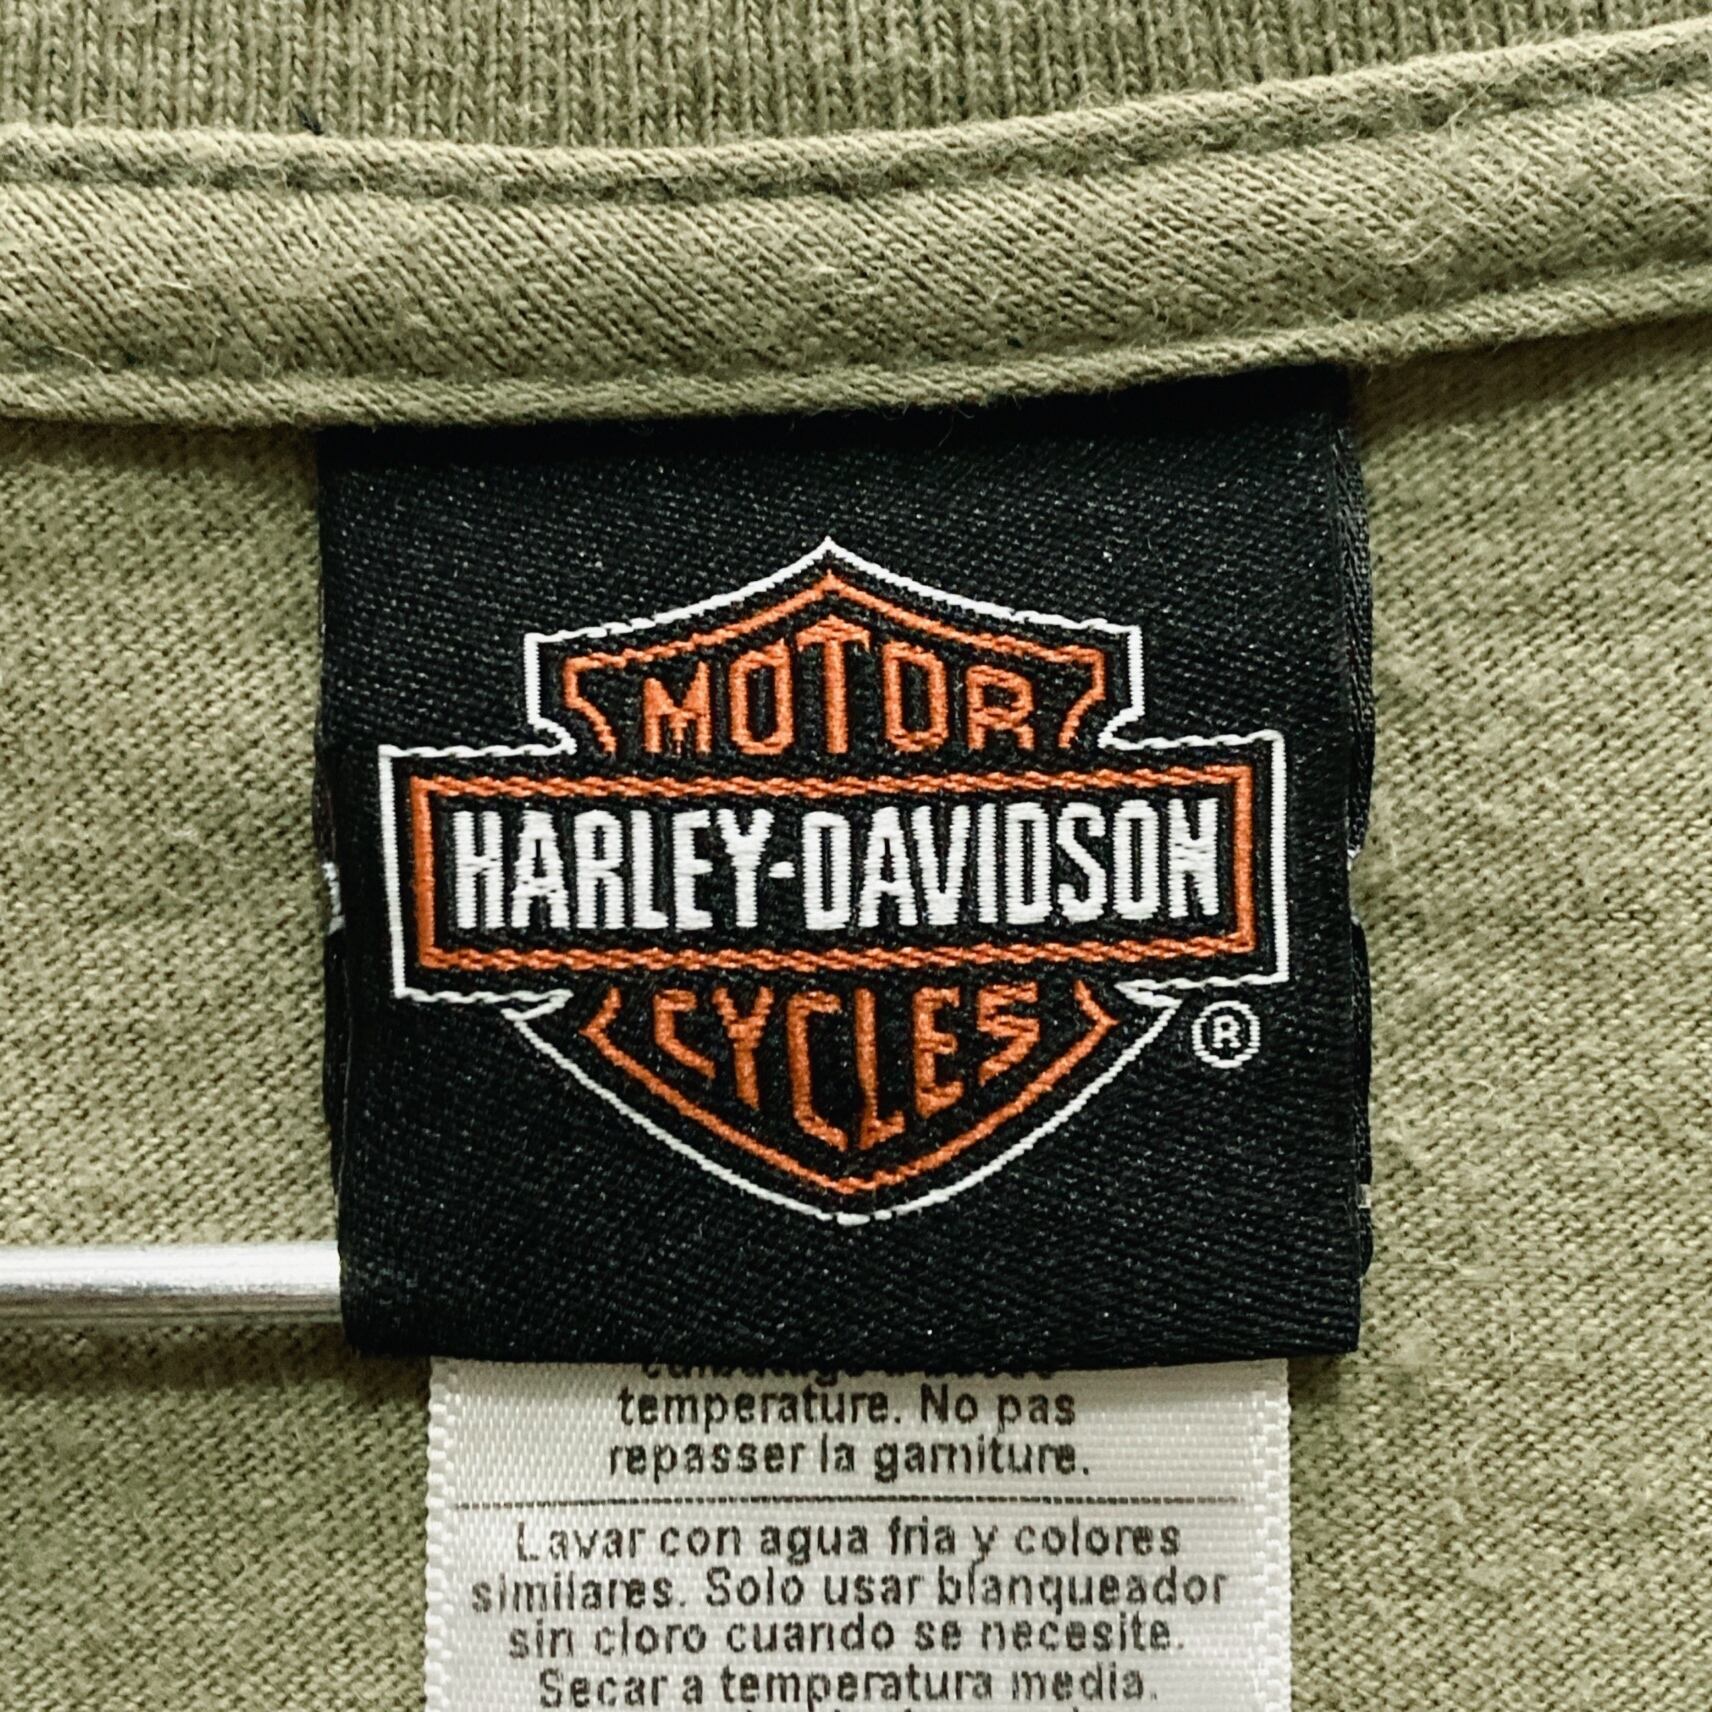 MOTOR
HARLEY-DAVIDSON
CYCLES
®
temperature. No pas
repasser la garniture.
Lavar con agua fria y colores
similares. Solo usar blanqueador
sin cloro cuando se necesite.
Secar a temperatura media.